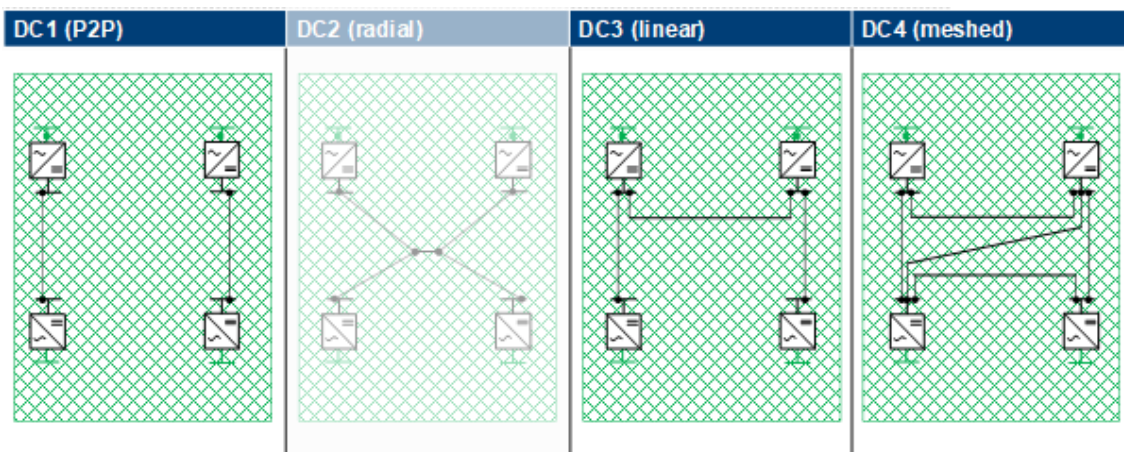 DC1 (P2P)
DC2 (radial)
DC3 (linear)
DC4 (meshed)